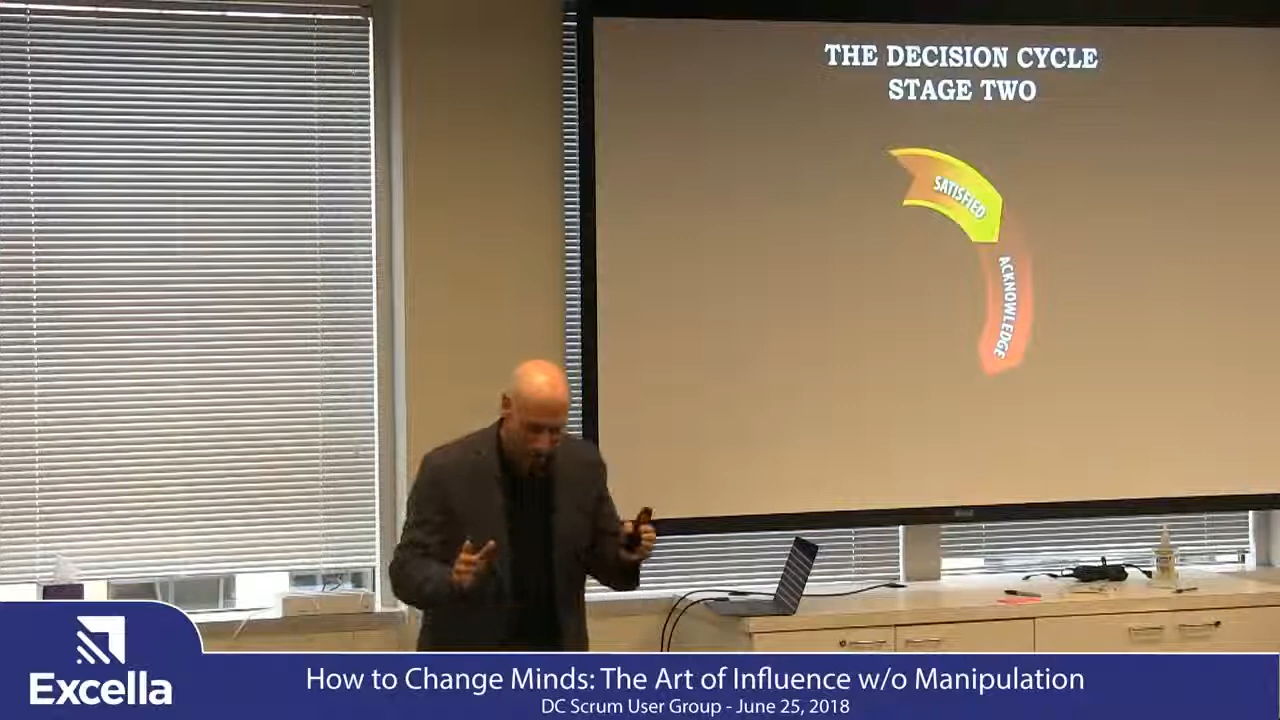 THE DECISION CYCLE
STAGE TWO
SATISFIED
ACKNOWLEDGE
Excella
How to Change Minds: The Art of Influence w/o Manipulation
DC Scrum User Group - June 25, 2018